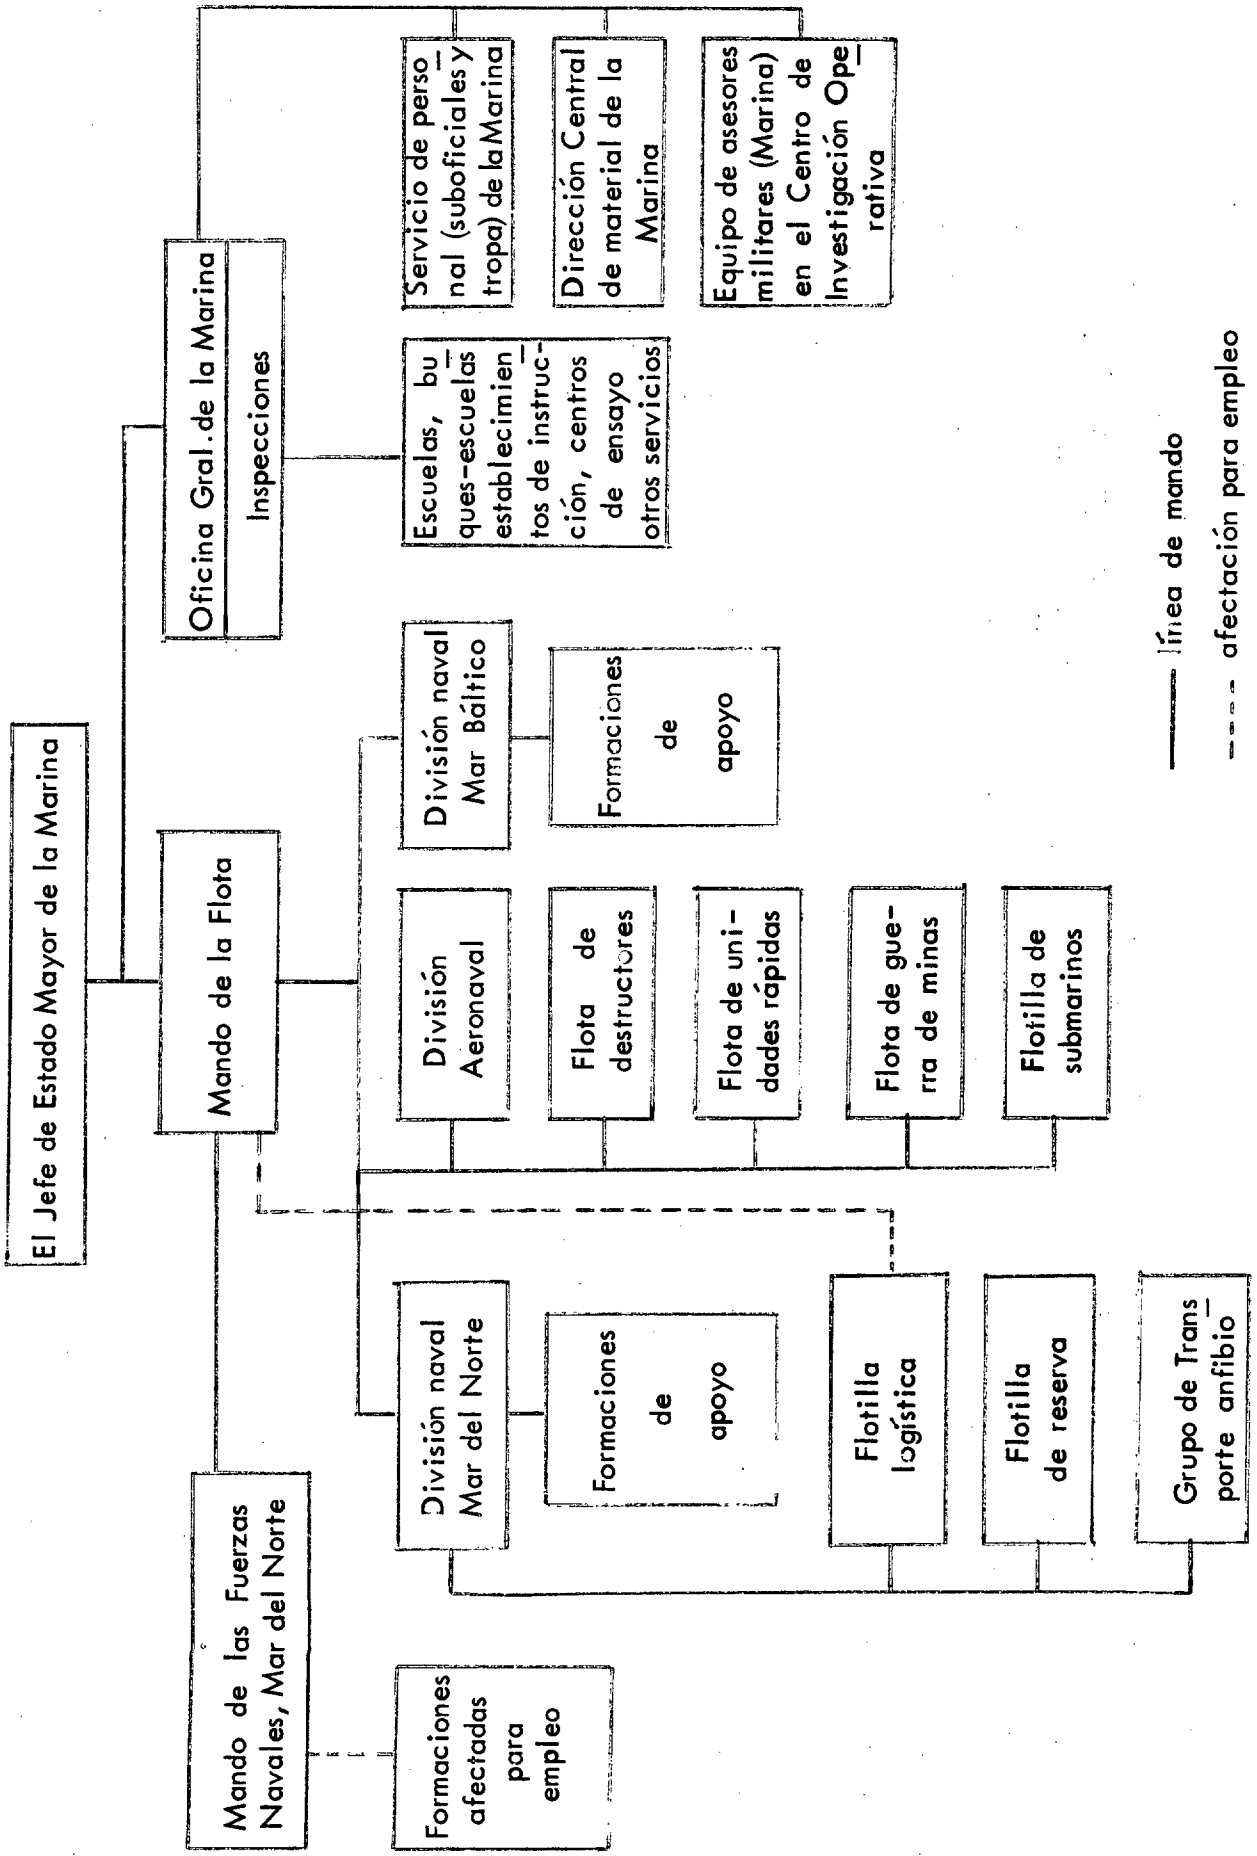 El Jefe de Estado Mayor de la Marina
Mando de las Fuerzas
Navales, Mar del Norte
Mando de la Flota
Oficina Gral. de la Marina
Inspecciones
Formaciones
afectadas
para
empleo
División naval
Mar del Norte
Formaciones
de
apoyo
Flotilla
logística
Flotilla
de reserva
Grupo de Trans
porte anfibio
División
Aeronaval
Flota de
destructores
Flota de uni-
dades rápidas
Flota de gue-
rra de minas
Flotilla de
submarinos
División naval
Mar Báltico
Formaciones
de
apoyo
Escuelas, bu
ques-escuelas
establecimien
tos de instruc-
ción, centros
de ensayo
otros servicios
Servicio de perso
nal (suboficiales y
tropa) de la Marina
Dirección Central
de material de la
Marina
Equipo de asesores
militares (Marina)
en el Centro de
Investigación Ope
rativa
línea de mando
afectación para empleo